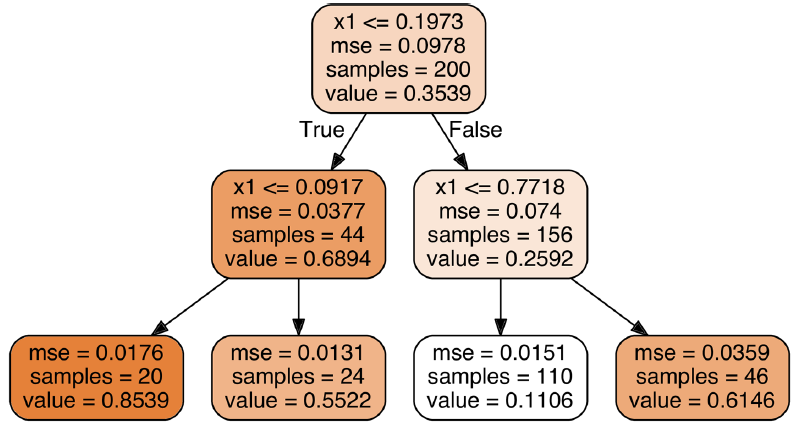 x1 <= 0.1973
mse = 0.0978
samples = 200
value = 0.3539
True
False
x1 <= 0.0917
mse = 0.0377
samples = 44
value = 0.6894
x1 <= 0.7718
mse = 0.074
samples = 156
value = 0.2592
mse = 0.0176
samples = 20
value = 0.8539
mse = 0.0131
samples = 24
value = 0.5522
mse = 0.0151
samples = 110
value = 0.1106
mse = 0.0359
samples = 46
value = 0.6146